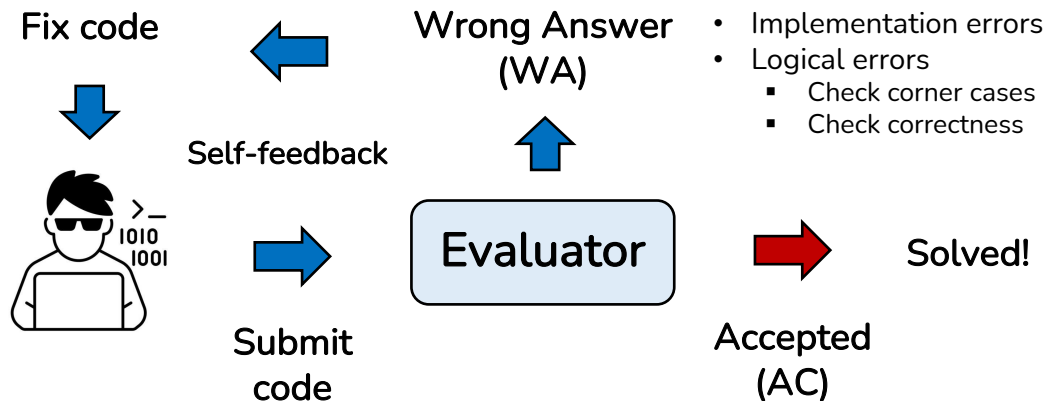 Fix code
Wrong Answer
(WA)
• Implementation errors
• Logical errors
▪ Check corner cases
▪ Check correctness
Self-feedback
>_
1010
1001
Evaluator
Solved!
Submit
code
Accepted
(AC)